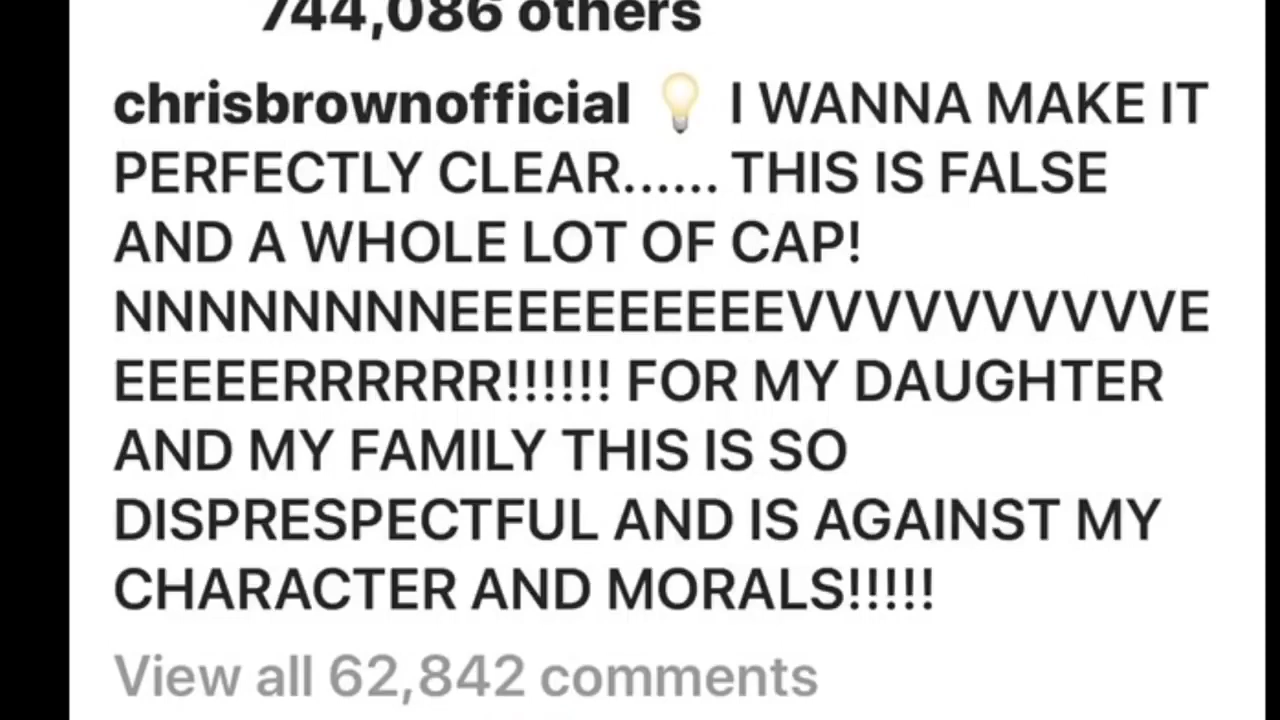 744,086 others
chrisbrownofficial 💡 I WANNA MAKE IT
PERFECTLY CLEAR...... THIS IS FALSE
AND A WHOLE LOT OF CAP!
NNNNNNNNEEEEEEEEEEVVVVVVVVVVE
EEEEERRRRRR!!!!!! FOR MY DAUGHTER
AND MY FAMILY THIS IS SO
DISPRESPECTFUL AND IS AGAINST MY
CHARACTER AND MORALS!!!!!
View all 62,842 comments